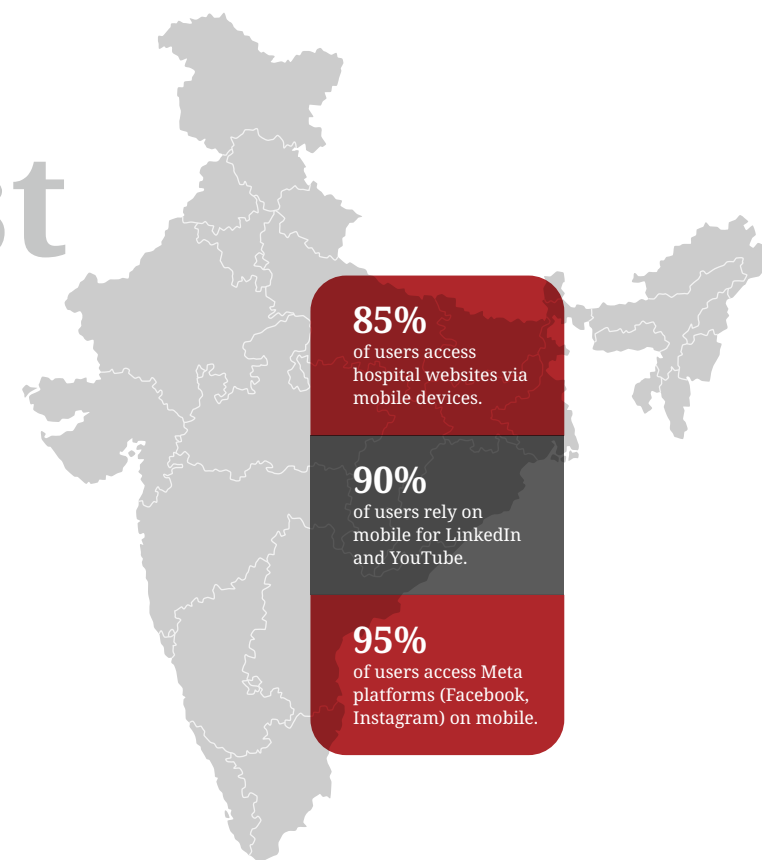 st
85%
of users access
hospital websites via
mobile devices.
90%
of users rely on
mobile for LinkedIn
and YouTube.
95%
of users access Meta
platforms (Facebook,
Instagram) on mobile.